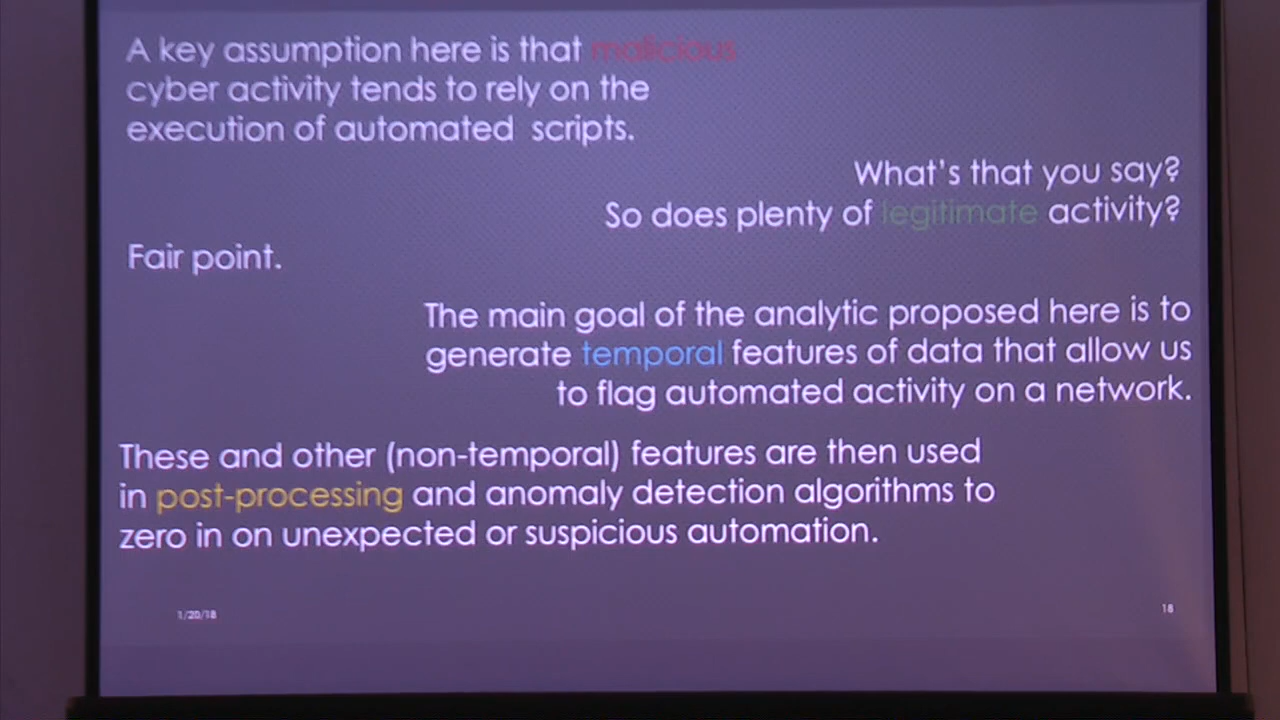 A key assumption here is that malicious
cyber activity tends to rely on the
execution of automated scripts.
What's that you say?
So does plenty of legitimate activity?
Fair point.
The main goal of the analytic proposed here is to
generate temporal features of data that allow us
to flag automated activity on a network.
These and other (non-temporal) features are then used
in post-processing and anomaly detection algorithms to
zero in on unexpected or suspicious automation.
1/20/18
18